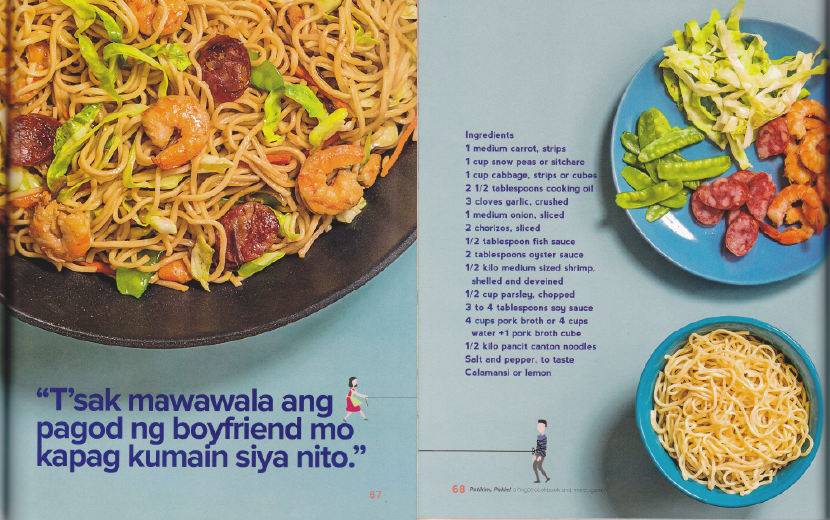 “T’sak mawawala ang
pagod ng boyfriend mo
kapag kumain siya nito.”
67
Ingredients
1 medium carrot, strips
1 cup snow peas or sitcharo
1 cup cabbage, strips or cubes
2 1/2 tablespoons cooking oil
3 cloves garlic, crushed
1 medium onion, sliced
2 chorizos, sliced
1/2 tablespoon fish sauce
2 tablespoons oyster sauce
1/2 kilo medium sized shrimp,
shelled and deveined
1/2 cup parsley, chopped
3 to 4 tablespoons soy sauce
4 cups pork broth or 4 cups
water +1 pork broth cube
1/2 kilo pancit canton noodles
Salt and pepper, to taste
Calamansi or lemon
68